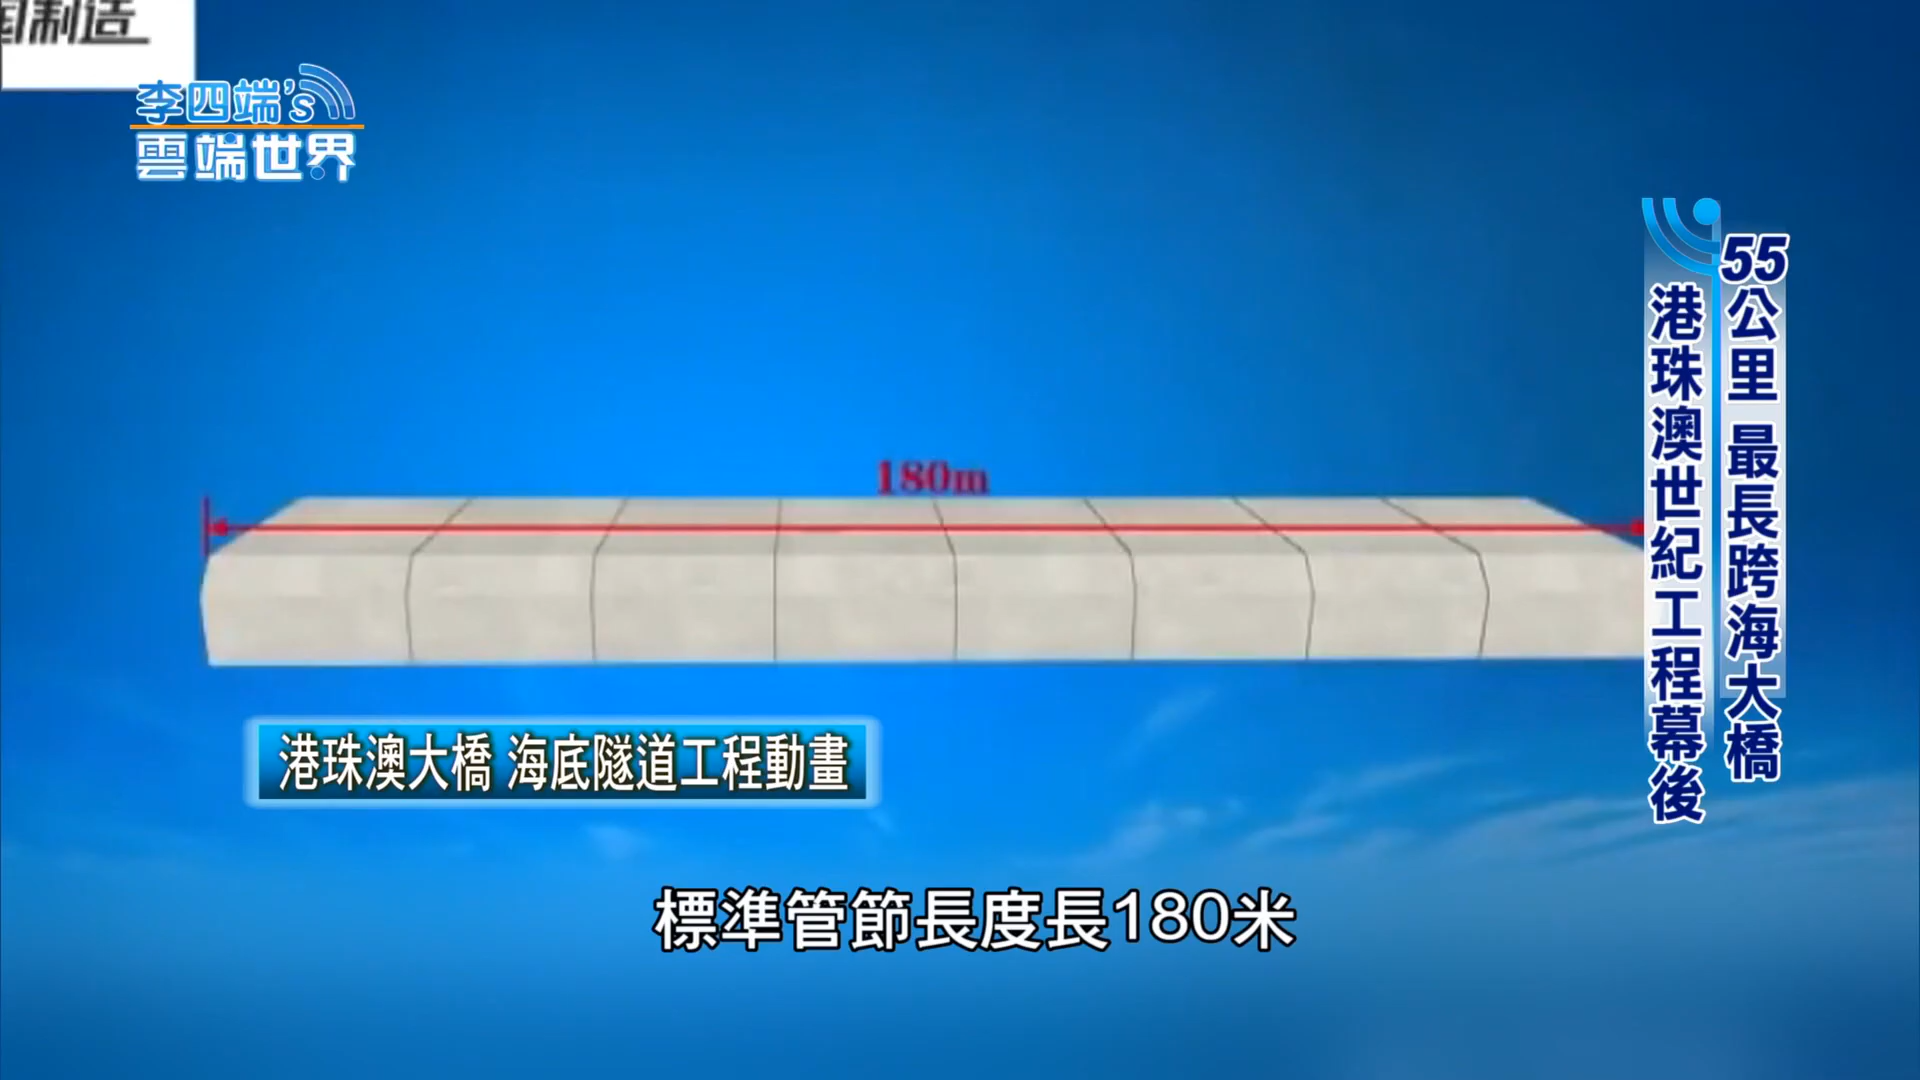 制造
李四端's
雲端世界
55公里 最長跨海大橋
港珠澳世紀工程幕後
180m
港珠澳大橋 海底隧道工程動畫
標準管節長度長180米